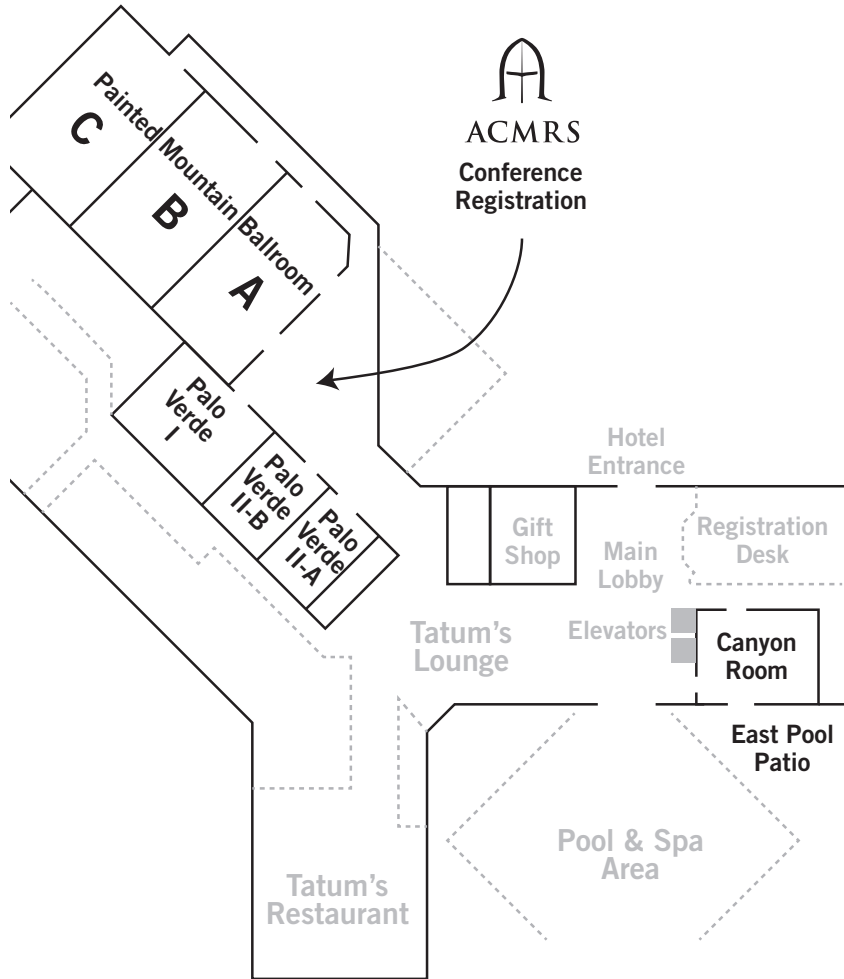 ACMRS
Conference
Registration
Painted Mountain Ballroom
C
B
A
Palo
Verde
I
Palo
Verde
II-B
Palo
Verde
II-A
Hotel
Entrance
Gift
Shop
Main
Lobby
Registration
Desk
Elevators
Canyon
Room
Tatum's
Lounge
East Pool
Patio
Pool & Spa
Area
Tatum's
Restaurant